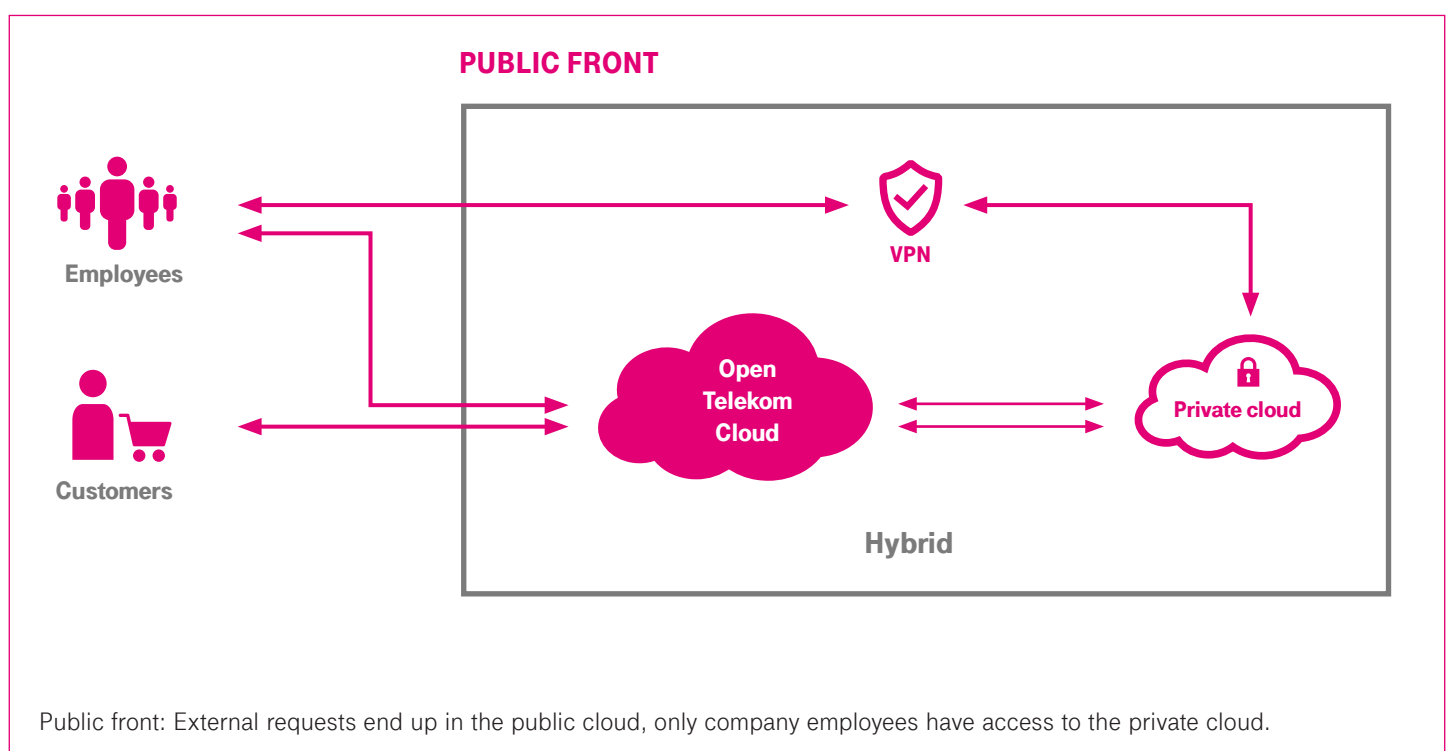 PUBLIC FRONT
Employees
VPN
Open
Telekom
Cloud
Private cloud
Customers
Hybrid
Public front: External requests end up in the public cloud, only company employees have access to the private cloud.